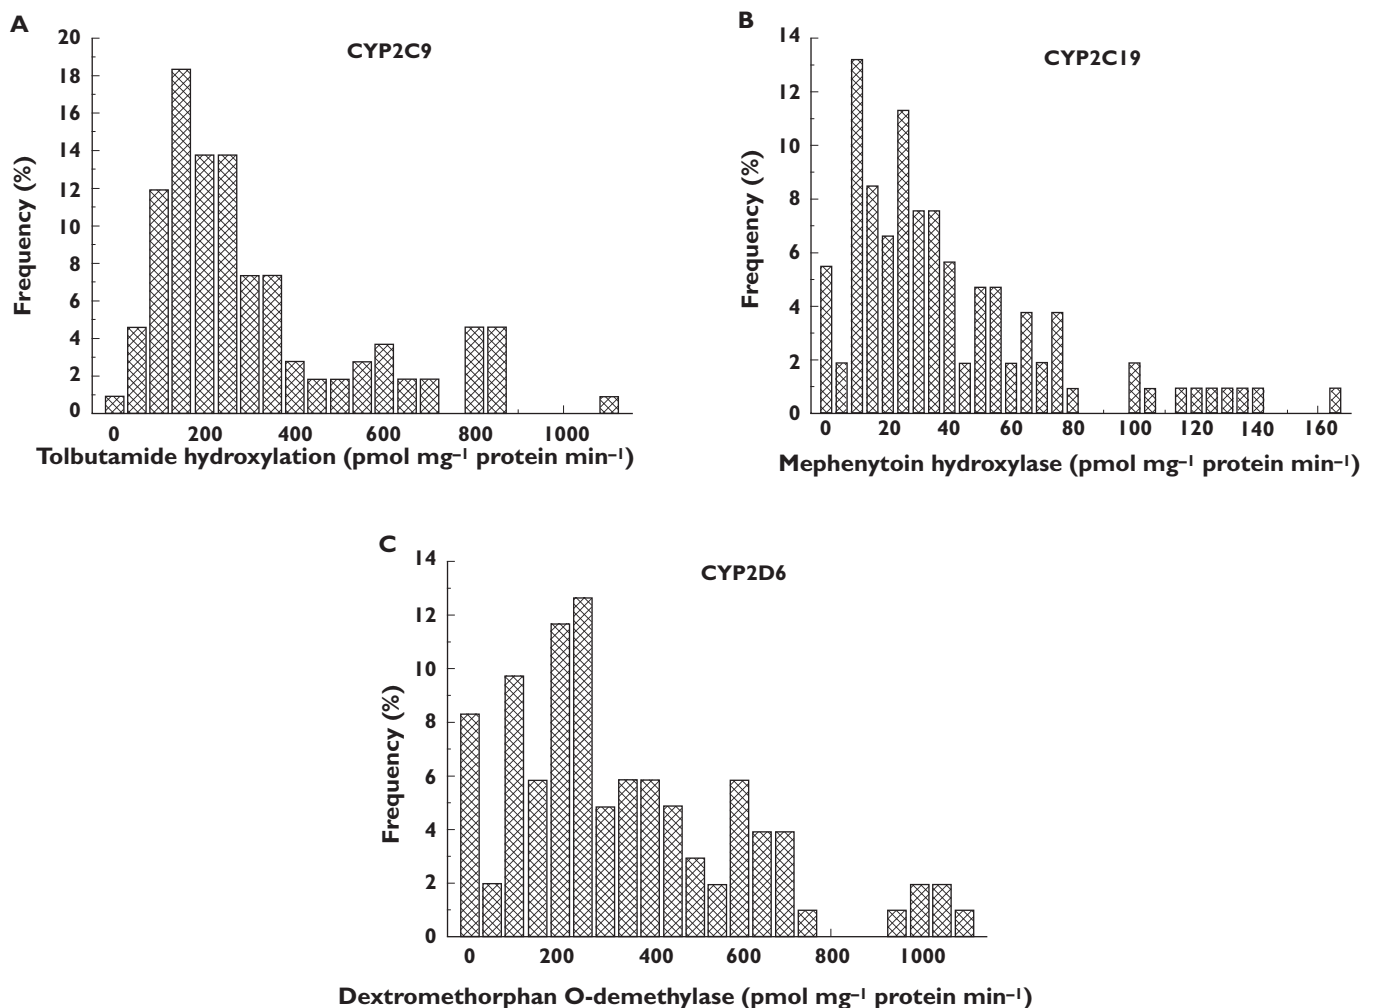 A
CYP2C9
Frequency (%)
20
18
16
14
12
10
8
6
4
2
0
0 200 400 600 800 1000
Tolbutamide hydroxylation (pmol mg⁻¹ protein min⁻¹)
B
CYP2C19
Frequency (%)
14
12
10
8
6
4
2
0
0 20 40 60 80 100 120 140 160
Mephenytoin hydroxylase (pmol mg⁻¹ protein min⁻¹)
C
CYP2D6
Frequency (%)
14
12
10
8
6
4
2
0
0 200 400 600 800 1000
Dextromethorphan O-demethylase (pmol mg⁻¹ protein min⁻¹)